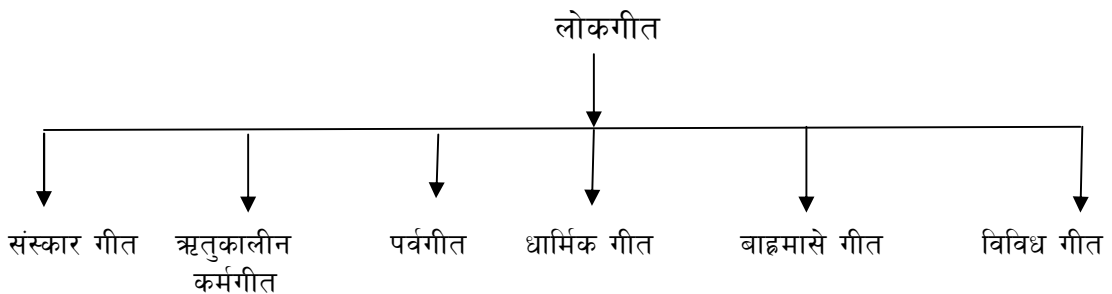 लोकगीत
संस्कार गीत ऋतुकालीन पर्वगीत धार्मिक गीत बाह्रमासे गीत विविध गीत
कर्मगीत